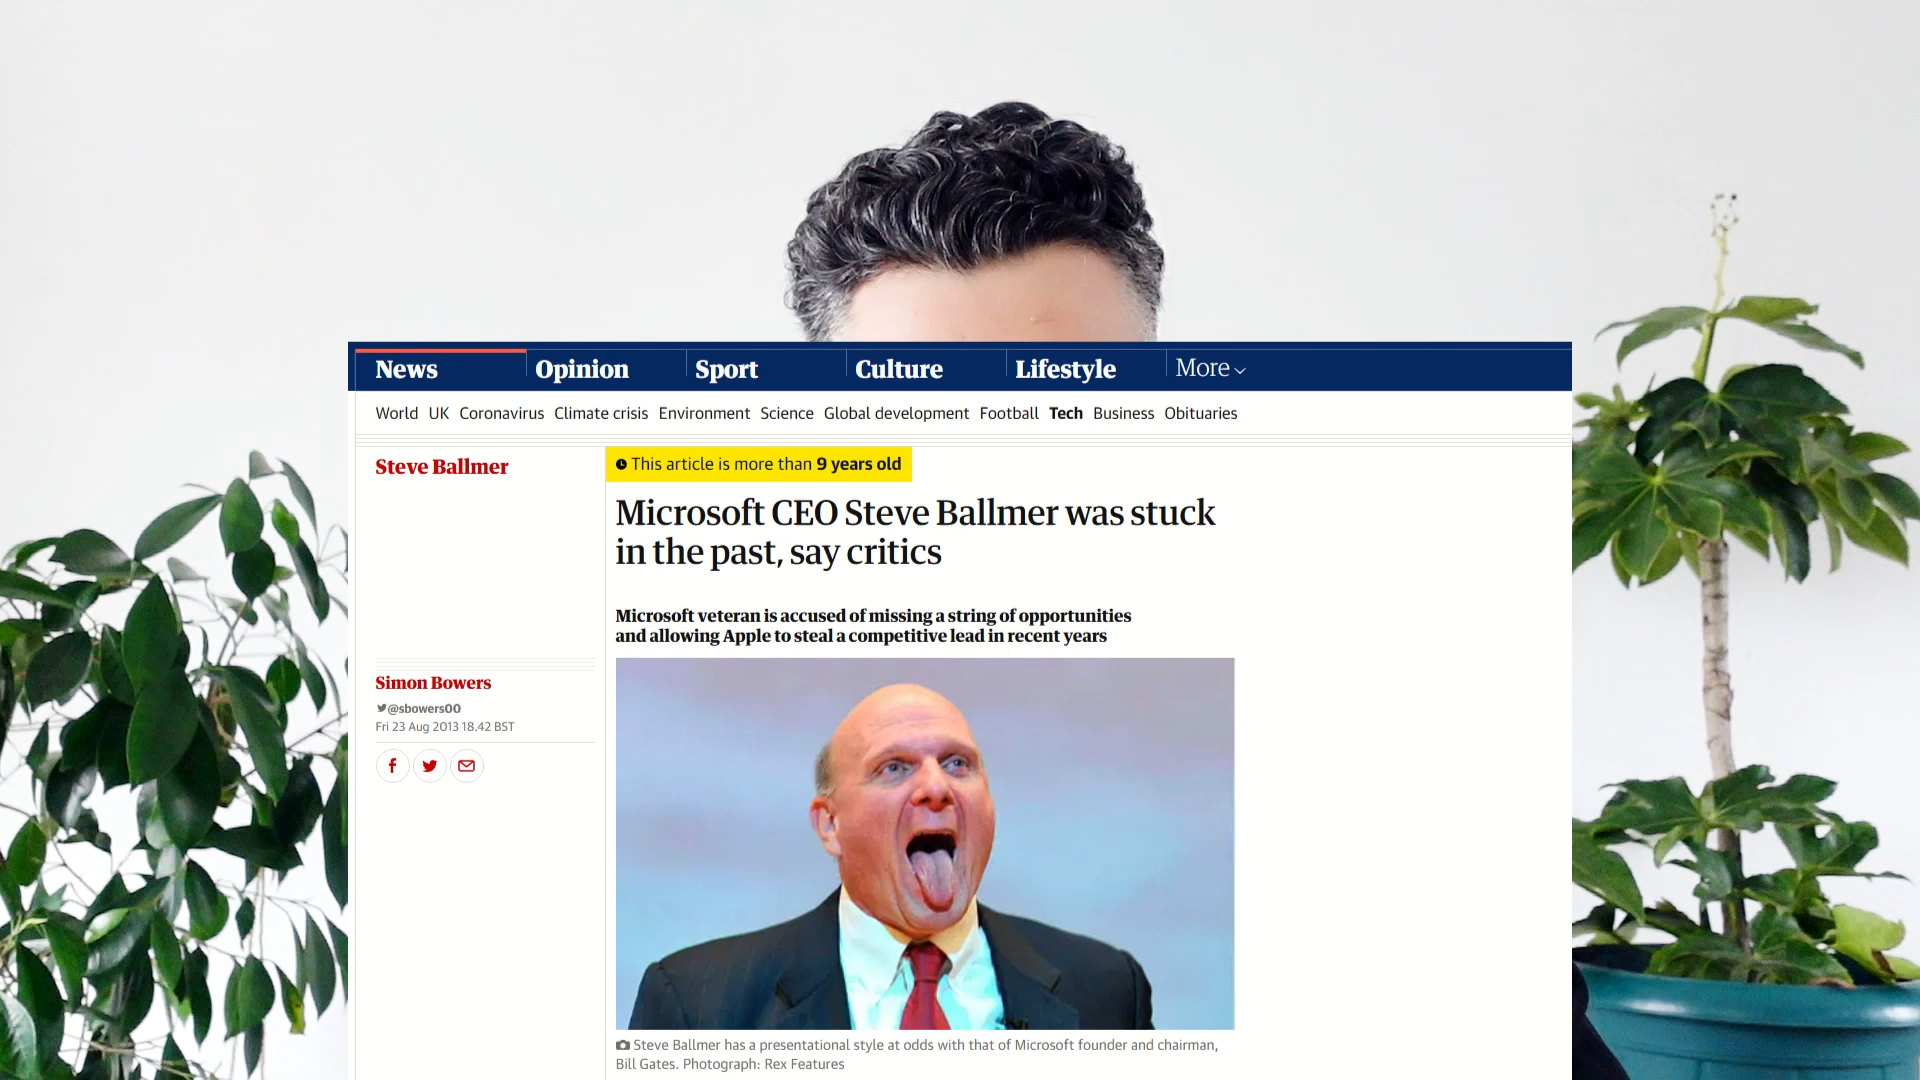 News Opinion Sport Culture Lifestyle More
World UK Coronavirus Climate crisis Environment Science Global development Football Tech Business Obituaries
Steve Ballmer
This article is more than 9 years old
Microsoft CEO Steve Ballmer was stuck
in the past, say critics
Microsoft veteran is accused of missing a string of opportunities
and allowing Apple to steal a competitive lead in recent years
Simon Bowers
@sbowers00
Fri 23 Aug 2013 18.42 BST
Steve Ballmer has a presentational style at odds with that of Microsoft founder and chairman,
Bill Gates. Photograph: Rex Features